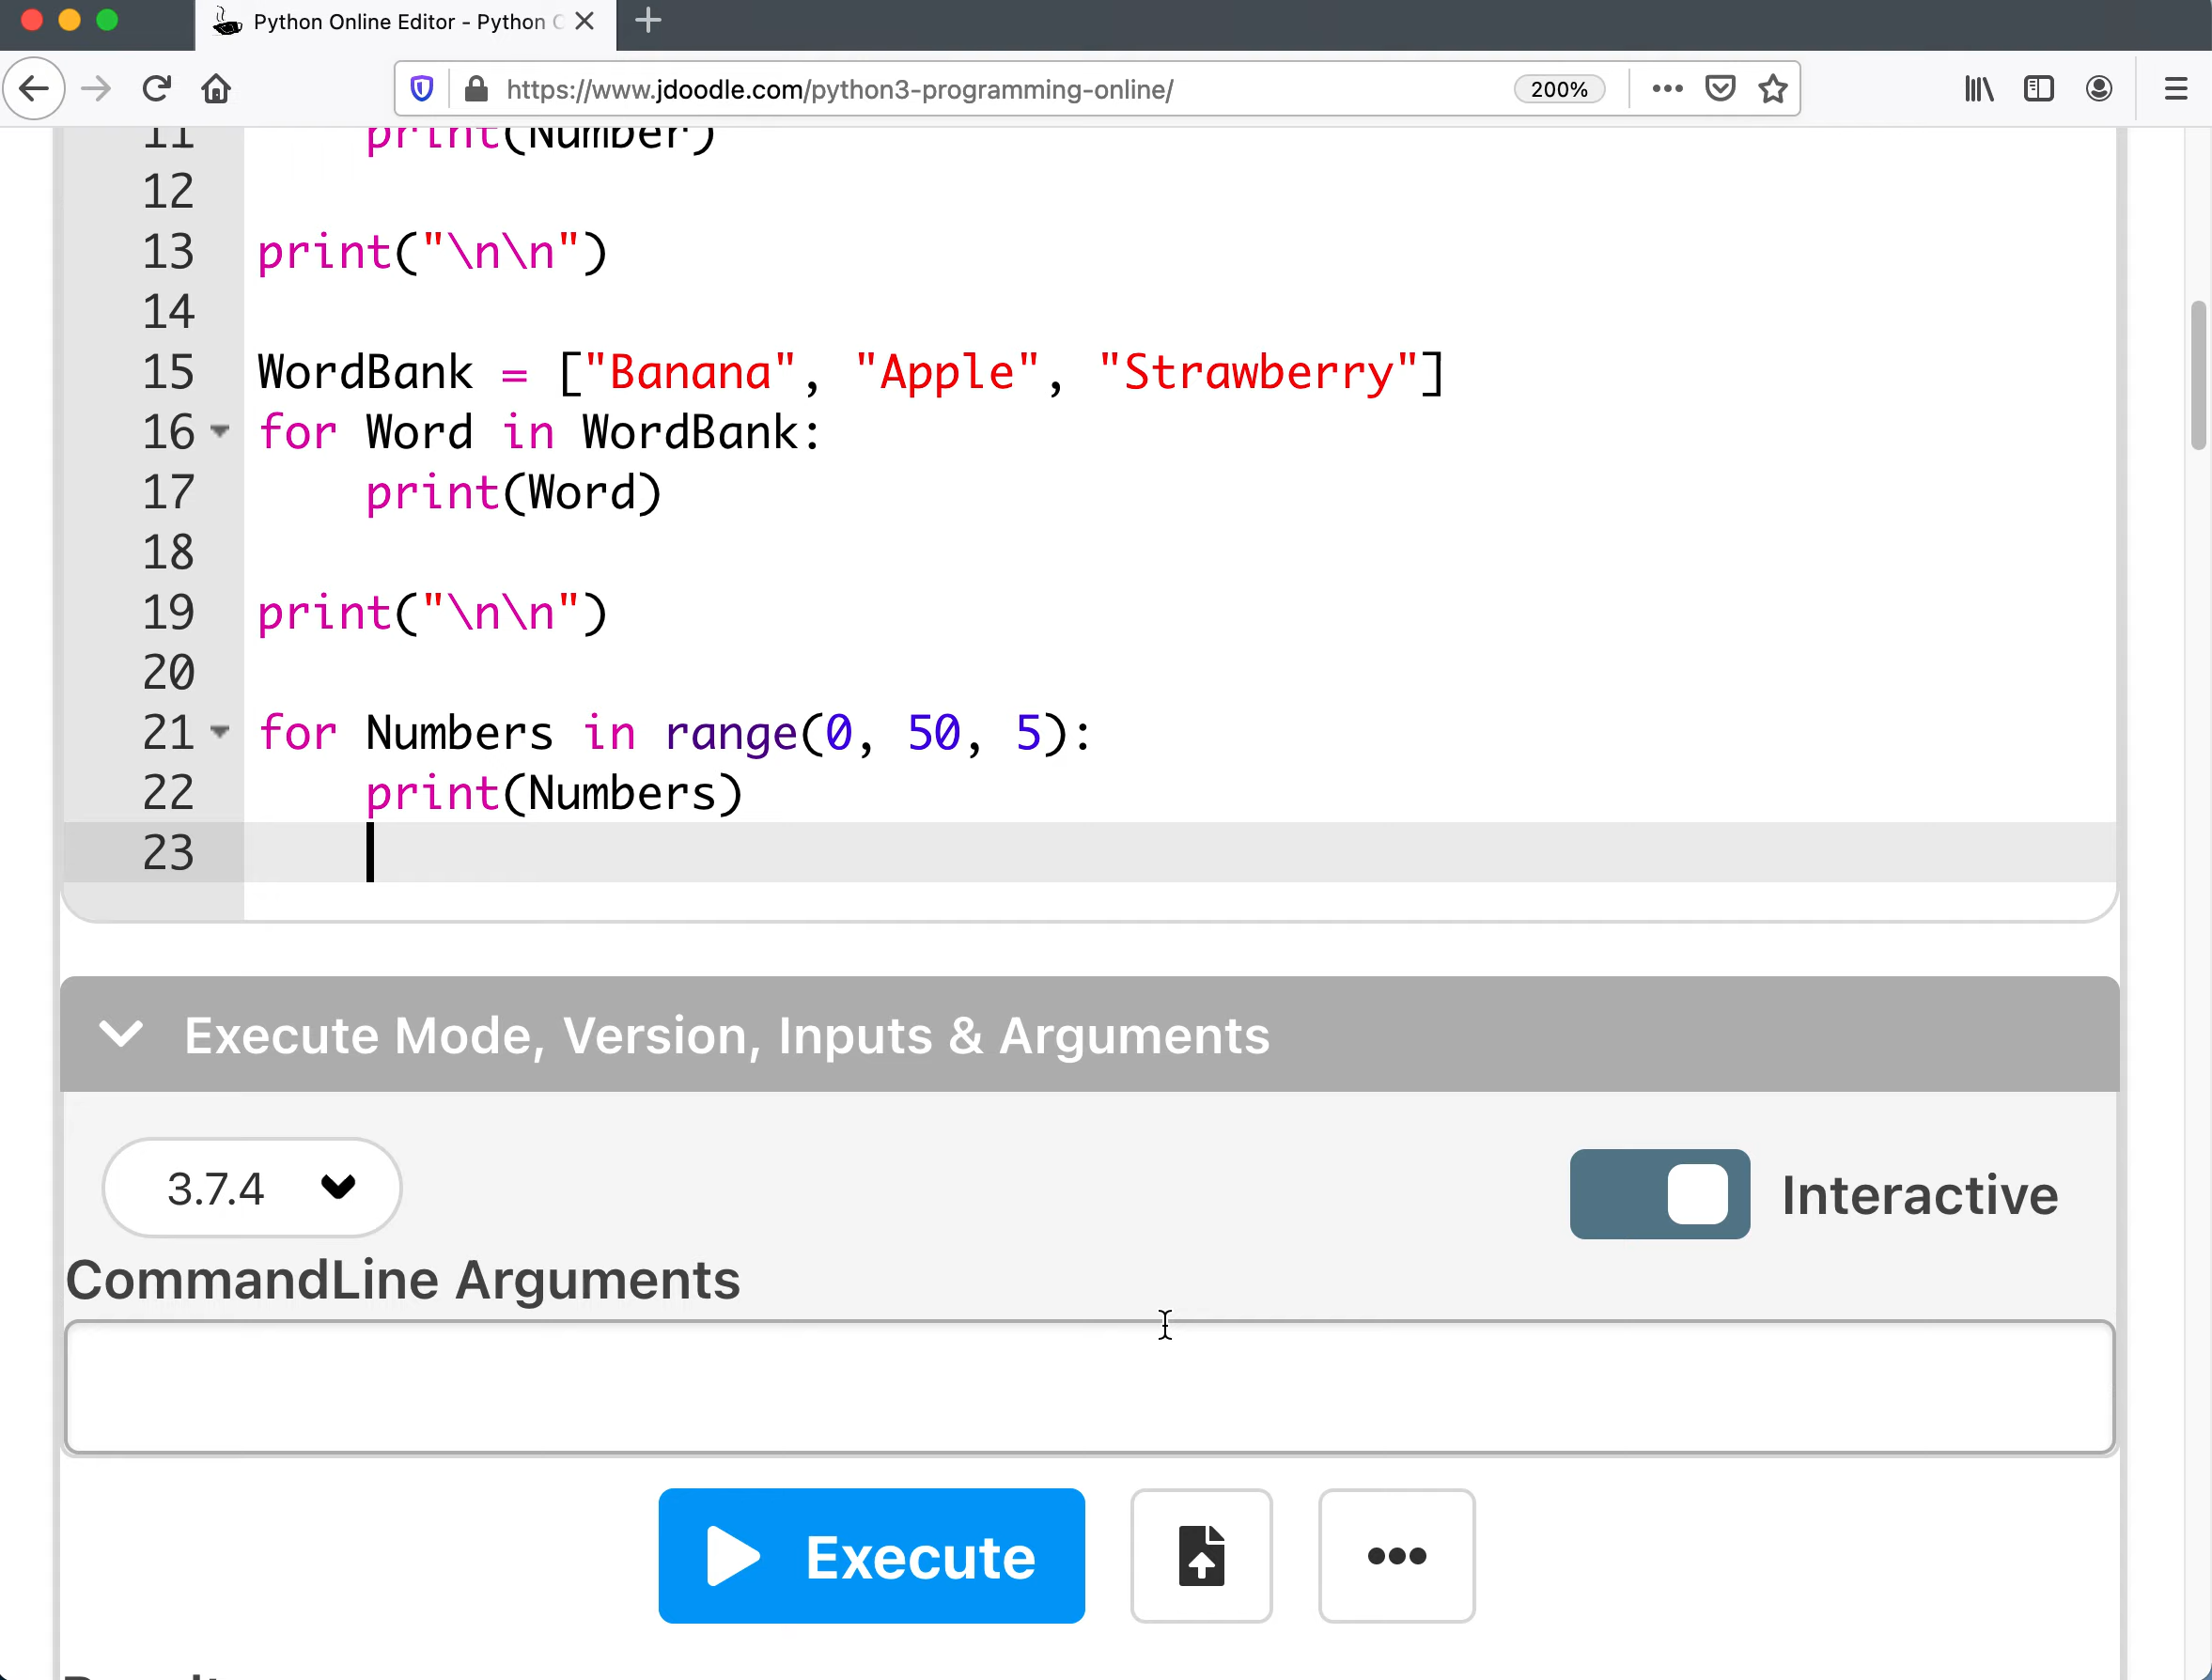 Python Online Editor - Python
https://www.jdoodle.com/python3-programming-online/
200%
11 print(Number)
12
13 print("\n\n")
14
15 WordBank = ["Banana", "Apple", "Strawberry"]
16 for Word in WordBank:
17 print(Word)
18
19 print("\n\n")
20
21 for Numbers in range(0, 50, 5):
22 print(Numbers)
23
Execute Mode, Version, Inputs & Arguments
3.7.4
Interactive
CommandLine Arguments
Execute